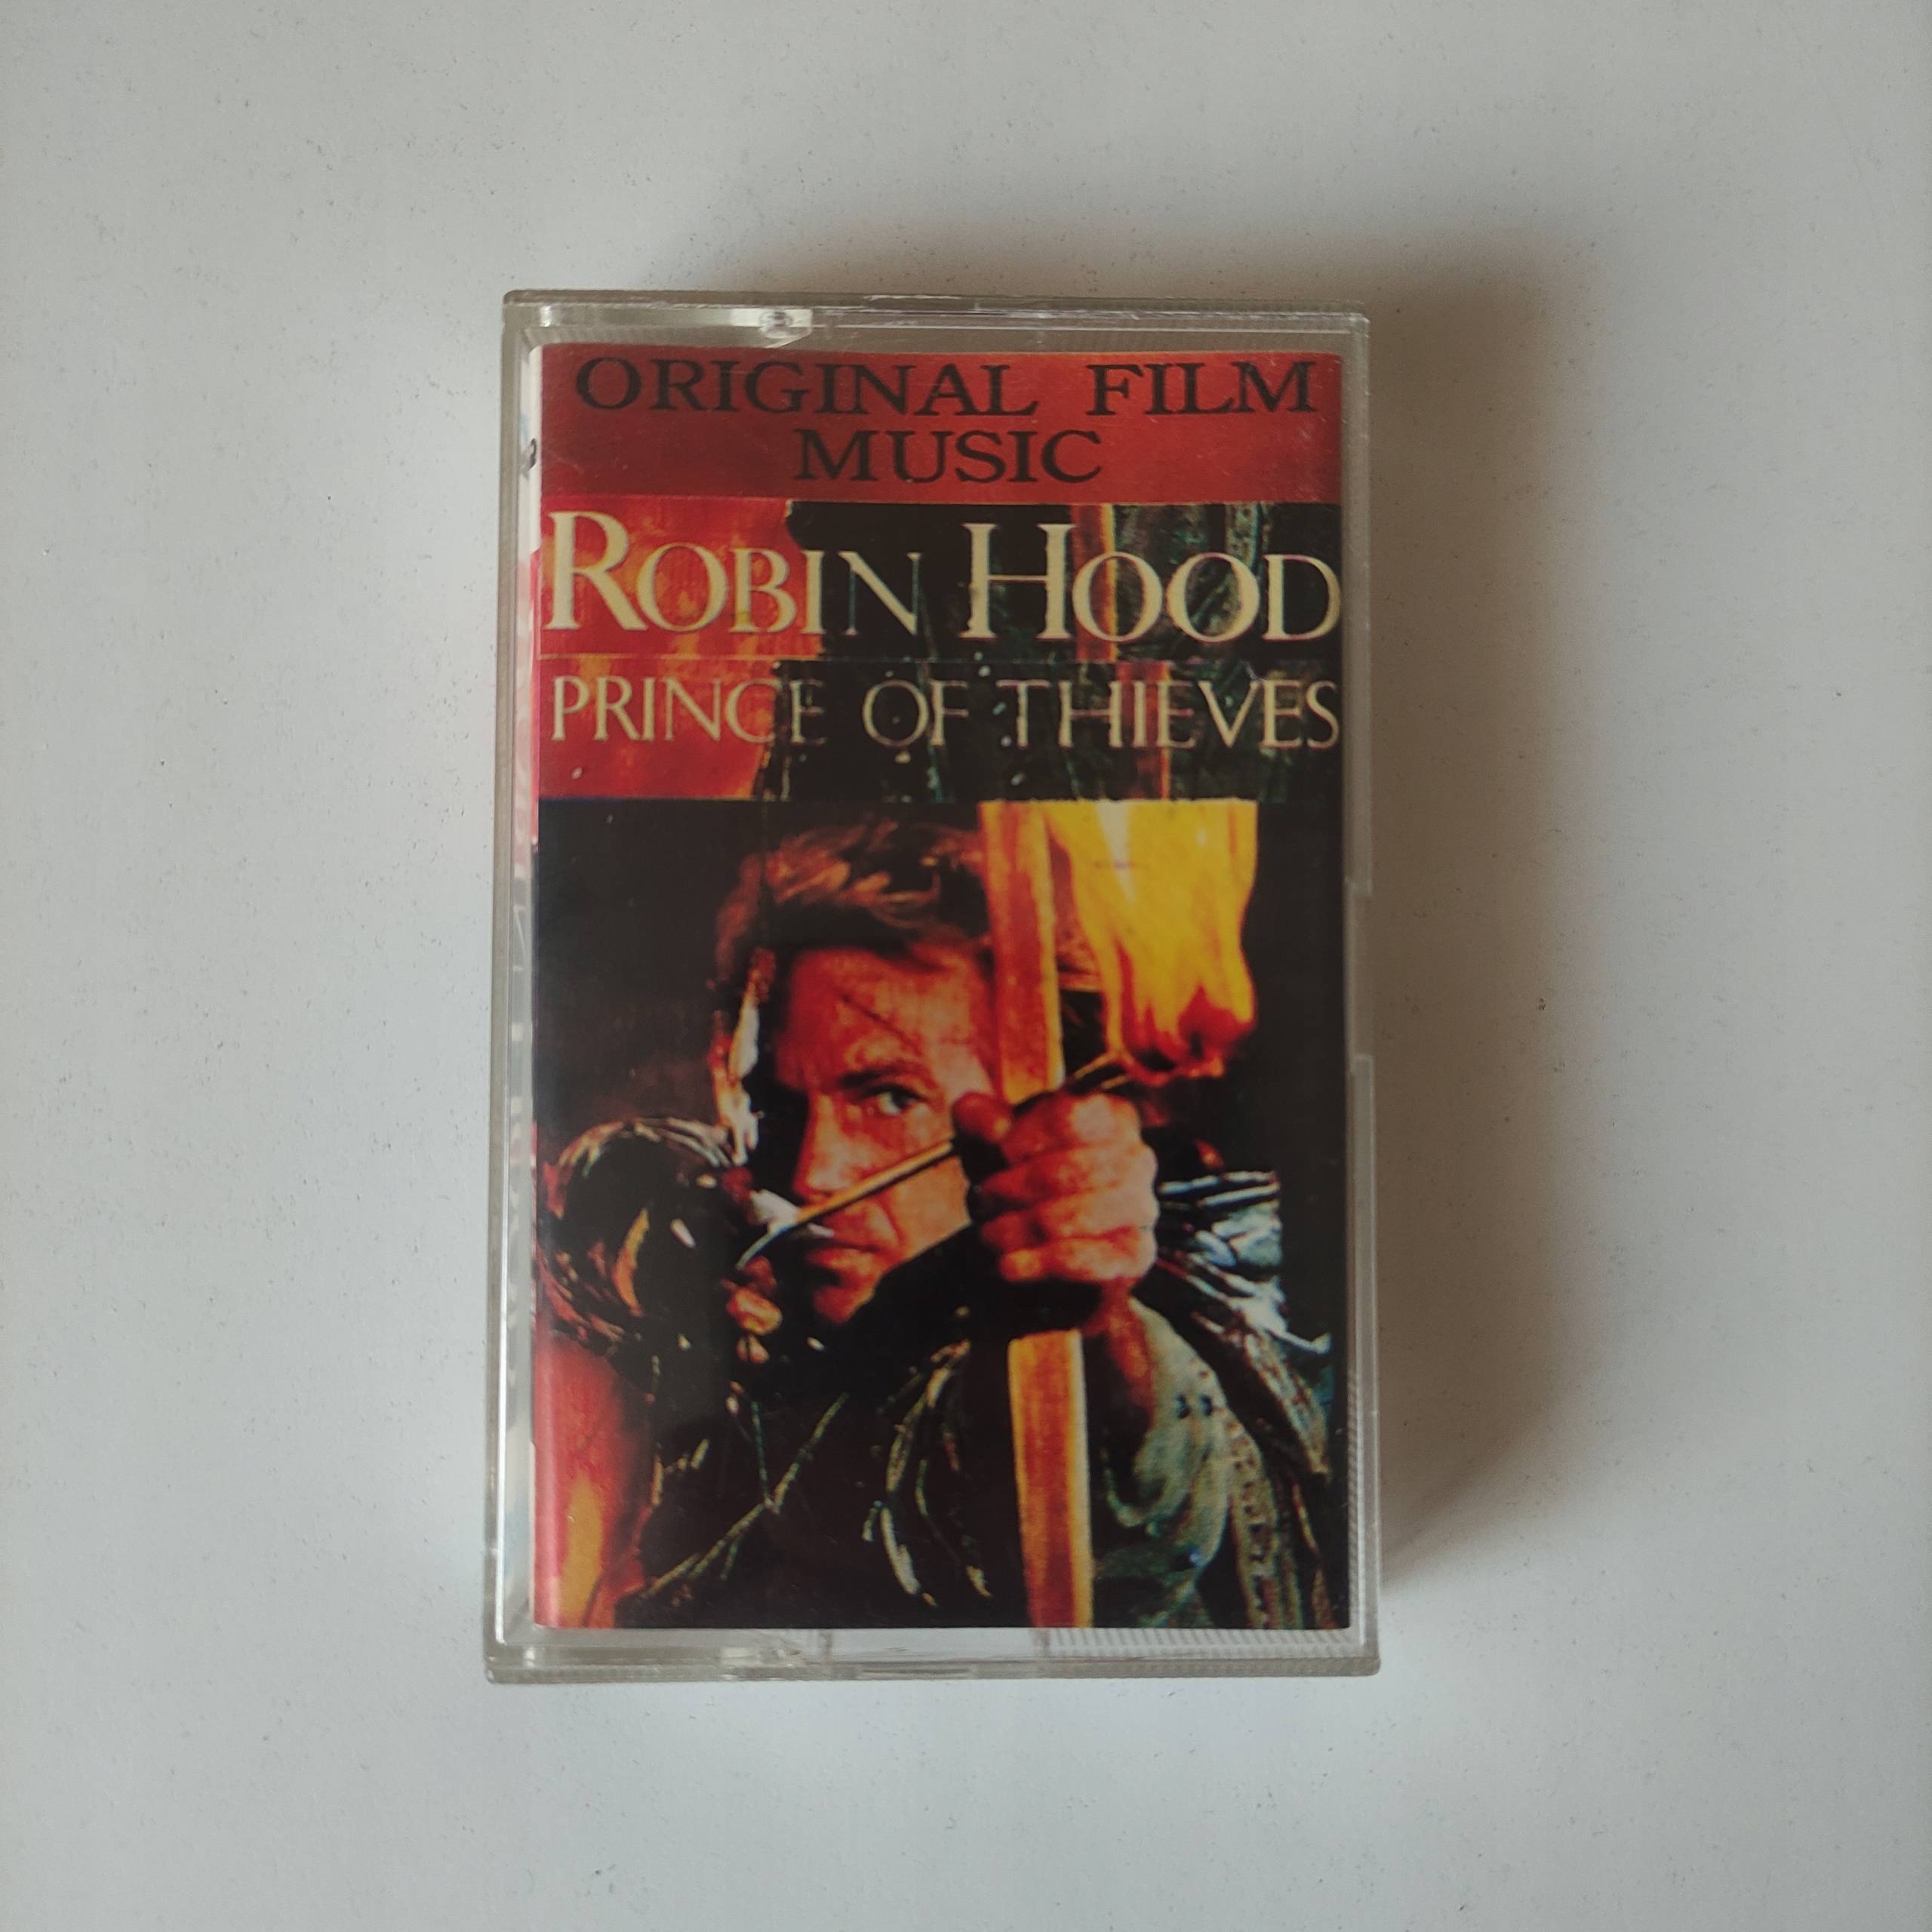 ORIGINAL FILM
MUSIC
ROBIN HOOD
PRINCE OF THIEVES